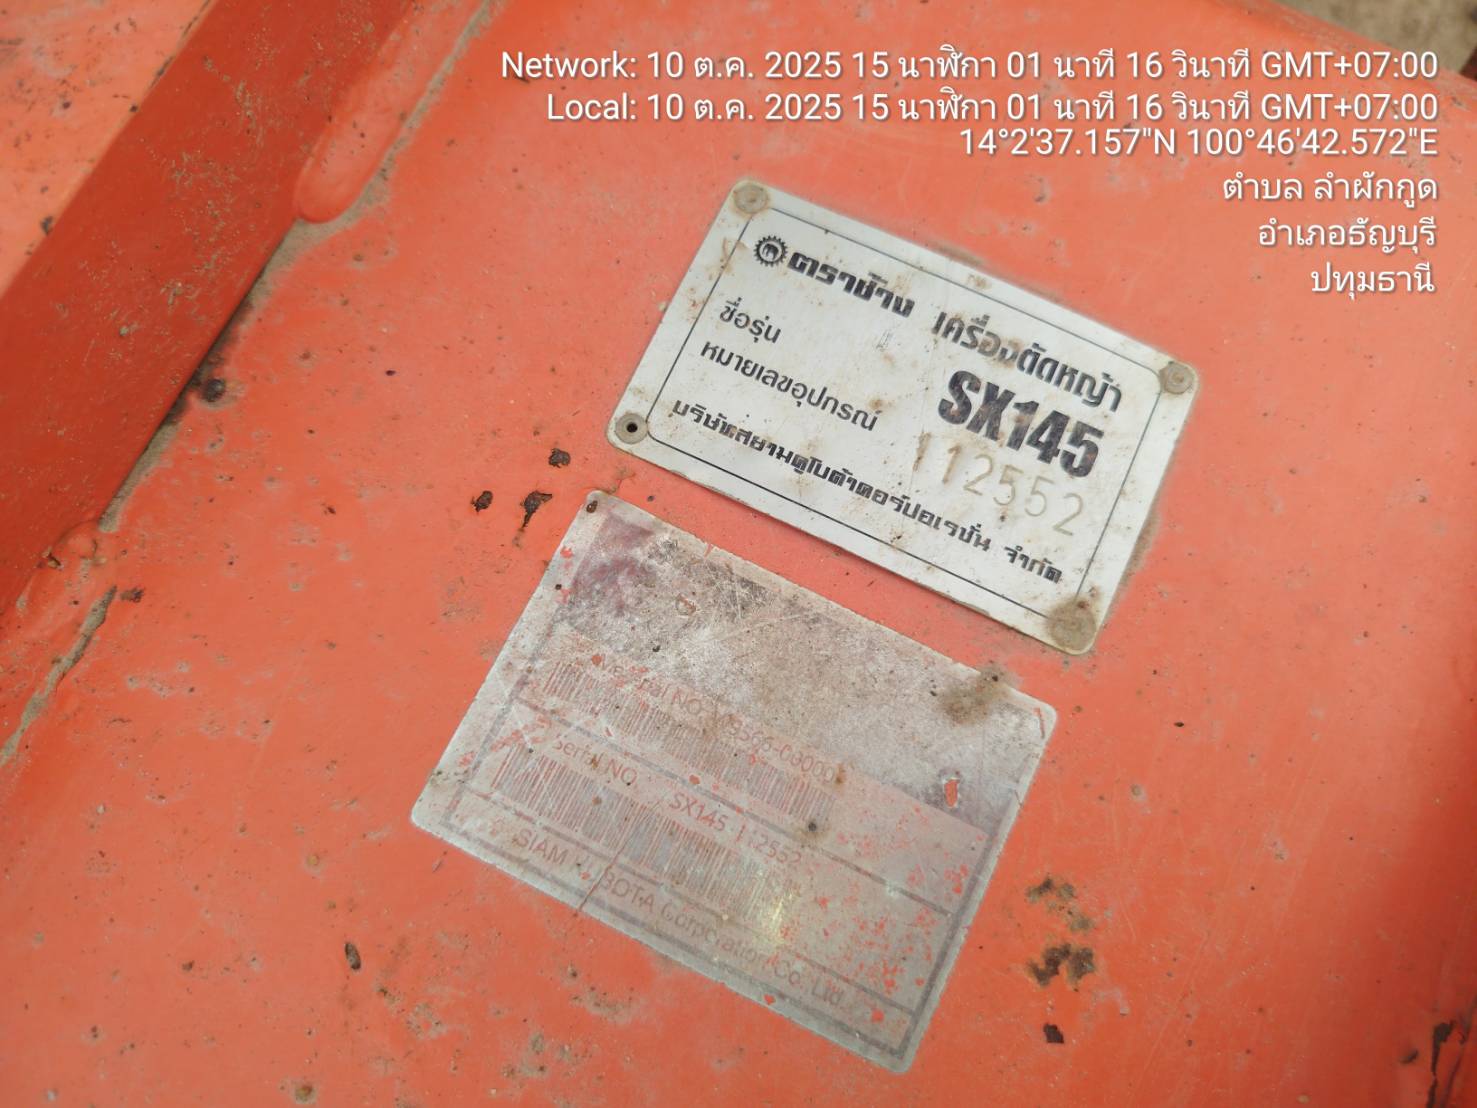 Network: 10 ต.ค. 2025 15 นาฬิกา 01 นาที 16 วินาที GMT+07:00
Local: 10 ต.ค. 2025 15 นาฬิกา 01 นาที 16 วินาที GMT+07:00
14°2'37.157"N 100°46'42.572"E
ตำบล ลำผักกูด
อำเภอธัญบุรี
ปทุมธานี
ตราช้าง เครื่องตัดหญ้า
ชื่อรุ่น SX145
หมายเลขอุปกรณ์ 112552
บริษัทสยามคูโบต้าคอร์ปอเรชั่น จำกัด
NO.
Serial NO. SX145-112552
SIAM KUBOTA Corporation Co. Ltd.